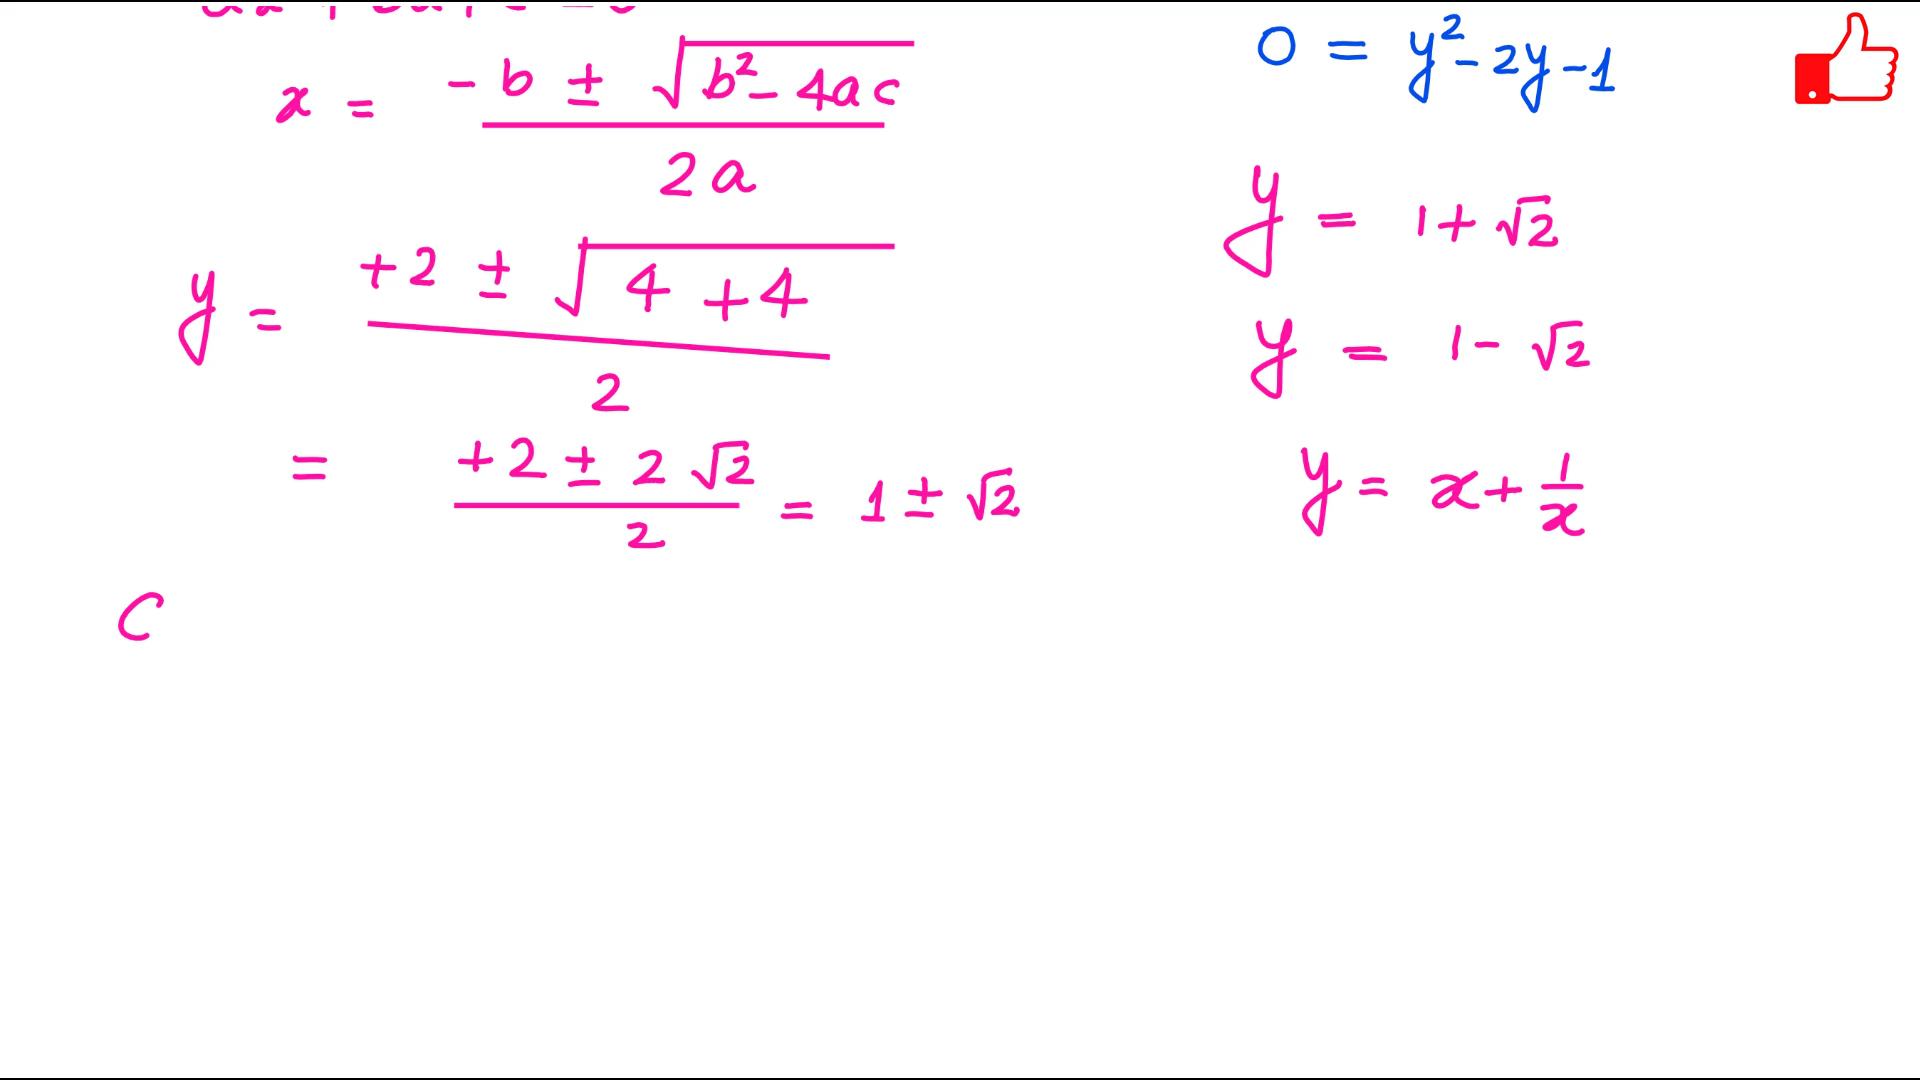 x = -b ± √(b² - 4ac) / 2a
y = +2 ± √(4 + 4) / 2
= +2 ± 2√2 / 2 = 1 ± √2
C
0 = y² - 2y - 1
y = 1 + √2
y = 1 - √2
y = x + 1/x